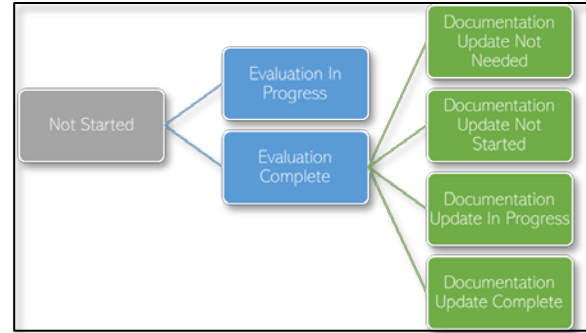 Not Started
Evaluation In
Progress
Evaluation
Complete
Documentation
Update Not
Needed
Documentation
Update Not
Started
Documentation
Update In Progress
Documentation
Update Complete